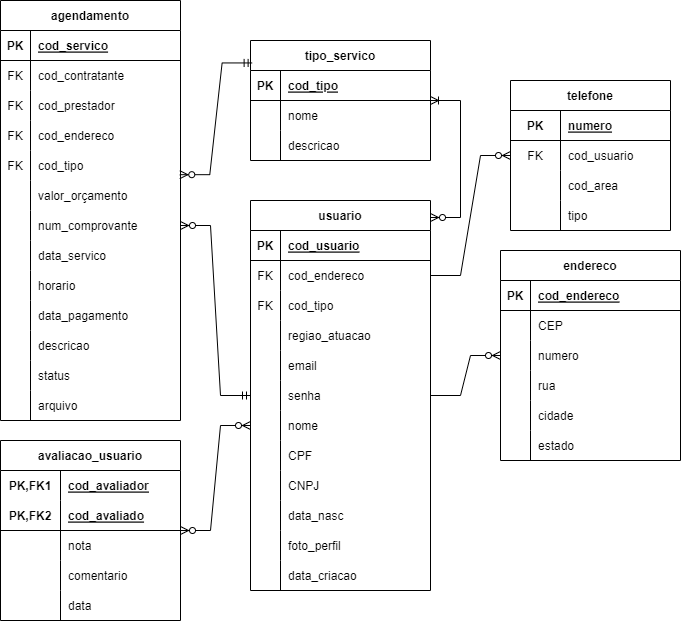 agendamento
PK cod_servico
FK cod_contratante
FK cod_prestador
FK cod_endereco
FK cod_tipo
valor_orçamento
num_comprovante
data_servico
horario
data_pagamento
descricao
status
arquivo
avaliacao_usuario
PK,FK1 cod_avaliador
PK,FK2 cod_avaliado
nota
comentario
data
tipo_servico
PK cod_tipo
nome
descricao
usuario
PK cod_usuario
FK cod_endereco
FK cod_tipo
regiao_atuacao
email
senha
nome
CPF
CNPJ
data_nasc
foto_perfil
data_criacao
telefone
PK numero
FK cod_usuario
cod_area
tipo
endereco
PK cod_endereco
CEP
numero
rua
cidade
estado